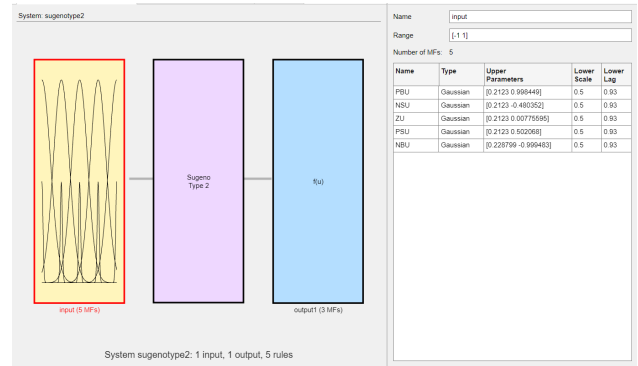 System: sugenotype2
input (5 MFs)
Sugeno
Type 2
f(u)
output1 (3 MFs)
System sugenotype2: 1 input, 1 output, 5 rules
Name input
Range [-1 1]
Number of MFs: 5
Name Type Upper Parameters Lower Scale Lower Lag
PBU Gaussian [0.2123 0.998449] 0.5 0.93
NSU Gaussian [0.2123 -0.480352] 0.5 0.93
ZU Gaussian [0.2123 0.00775595] 0.5 0.93
PSU Gaussian [0.2123 0.502068] 0.5 0.93
NBU Gaussian [0.228799 -0.999483] 0.5 0.93